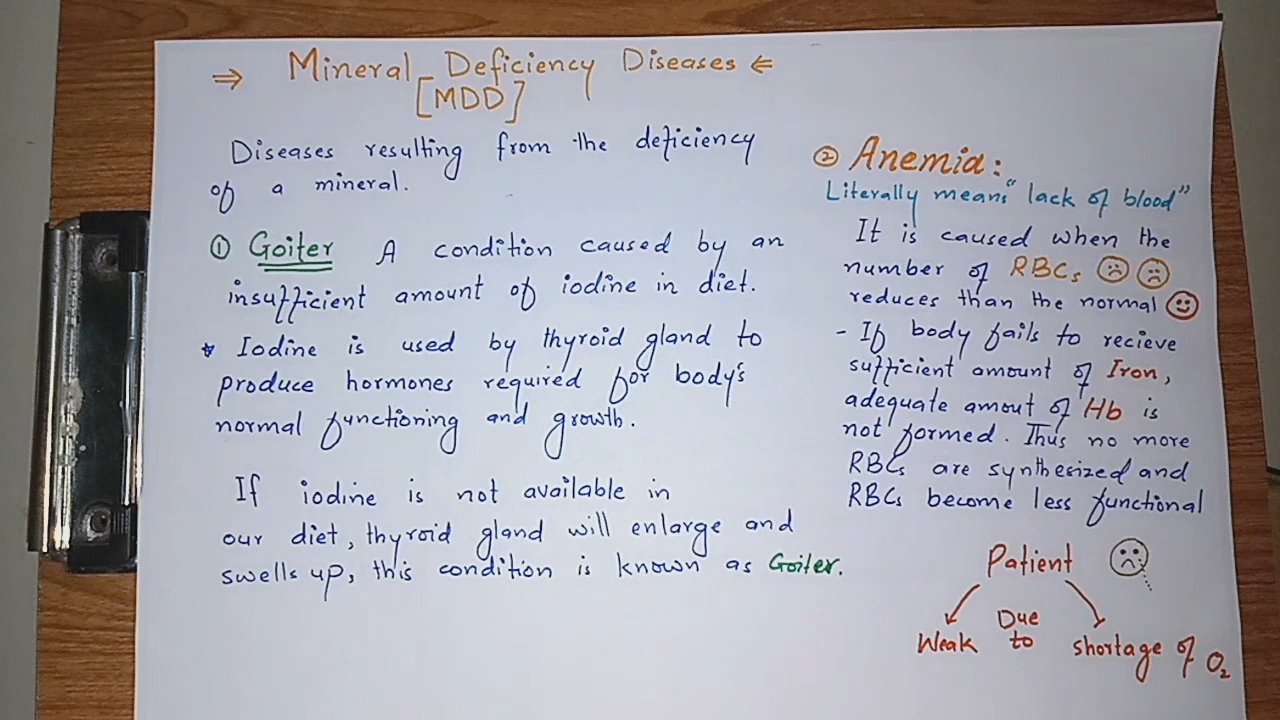 ⇒ Mineral Deficiency Diseases ⇐
[MDD]
Diseases resulting from the deficiency
of a mineral.
① Goiter A condition caused by an
insufficient amount of iodine in diet.
* Iodine is used by thyroid gland to
produce hormones required for body's
normal functioning and growth.
If iodine is not available in
our diet, thyroid gland will enlarge and
swells up, this condition is known as Goiter.
② Anemia:
Literally means "lack of blood"
It is caused when the
number of RBCs
reduces than the normal
- If body fails to recieve
sufficient amount of Iron,
adequate amout of Hb is
not formed. Thus no more
RBCs are synthesized and
RBCs become less functional
Patient
Weak Due to shortage of O₂